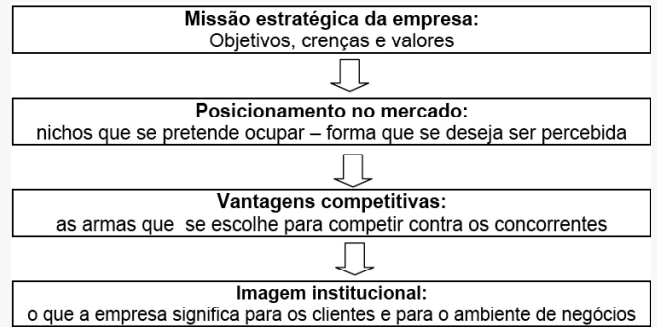 Missão estratégica da empresa:
Objetivos, crenças e valores
Posicionamento no mercado:
nichos que se pretende ocupar – forma que se deseja ser percebida
Vantagens competitivas:
as armas que se escolhe para competir contra os concorrentes
Imagem institucional:
o que a empresa significa para os clientes e para o ambiente de negócios